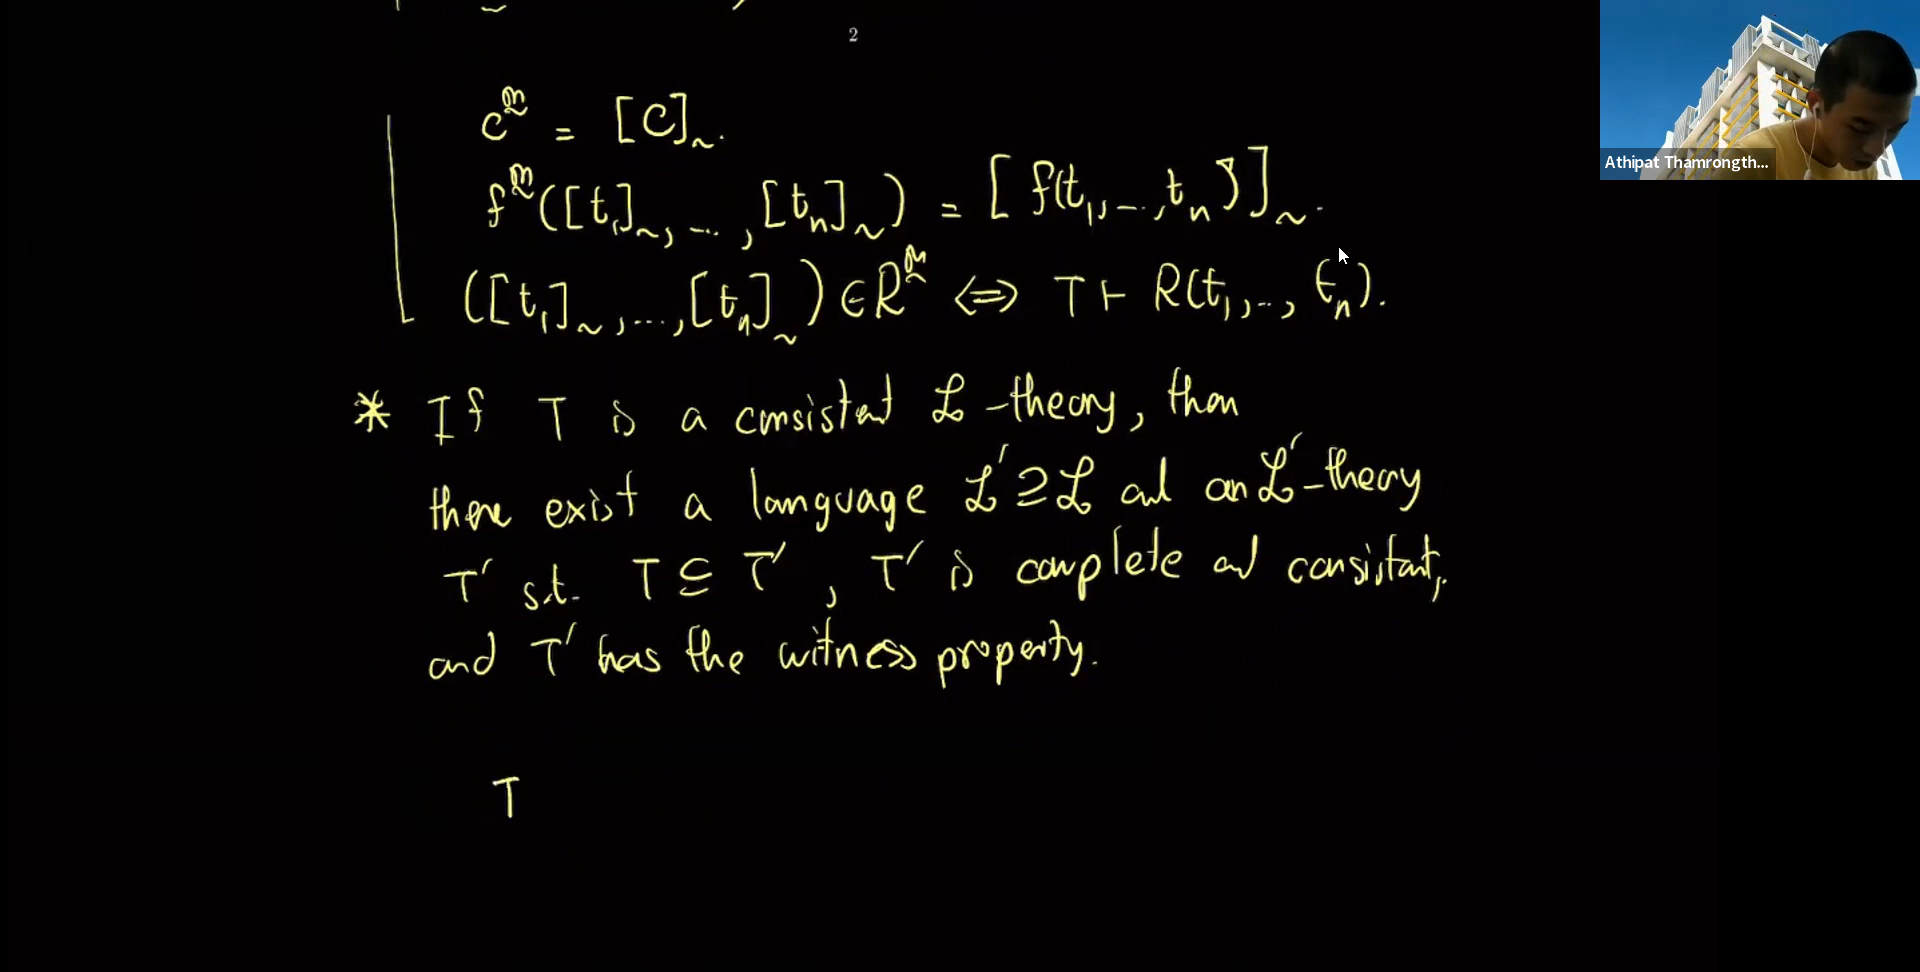 2
c^𝔐 = [c]_~.
f^𝔐([t_1]_~, ..., [t_n]_~) = [f(t_1, ..., t_n)]_~.
([t_1]_~, ..., [t_n]_~) ∈ R^𝔐 ⇔ T ⊢ R(t_1, .., t_n).
Athipat Thamrongth...
* If T is a consistent ℒ-theory, then
there exist a language ℒ' ⊇ ℒ and an ℒ'-theory
T' s.t. T ⊆ T', T' is complete and consistent,
and T' has the witness property.
T